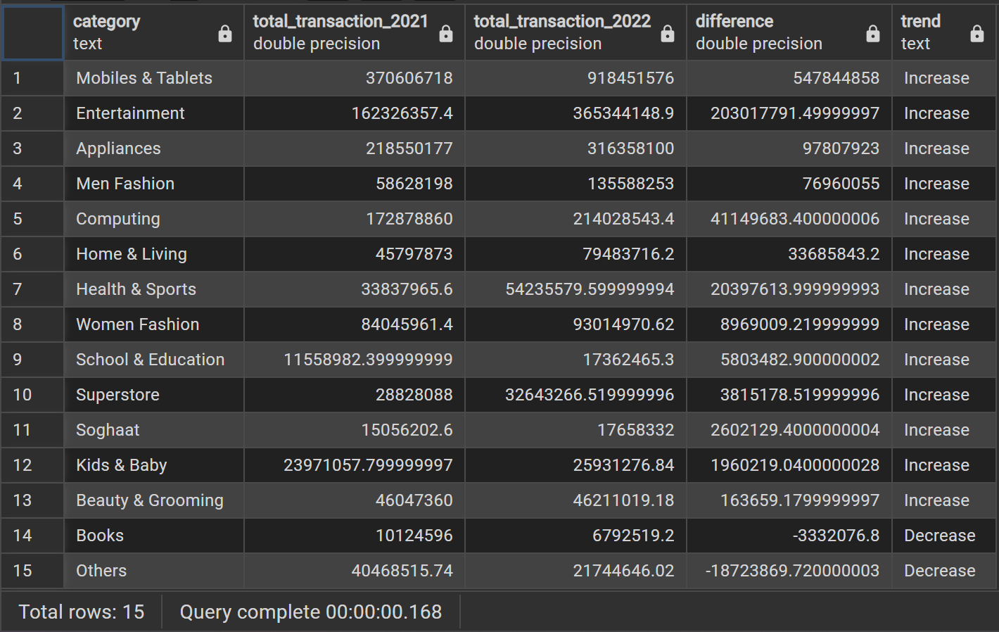 category total_transaction_2021 total_transaction_2022 difference trend
text double precision double precision double precision text
1 Mobiles & Tablets 370606718 918451576 547844858 Increase
2 Entertainment 162326357.4 365344148.9 203017791.49999997 Increase
3 Appliances 218550177 316358100 97807923 Increase
4 Men Fashion 58628198 135588253 76960055 Increase
5 Computing 172878860 214028543.4 41149683.400000006 Increase
6 Home & Living 45797873 79483716.2 33685843.2 Increase
7 Health & Sports 33837965.6 54235579.599999994 20397613.999999993 Increase
8 Women Fashion 84045961.4 93014970.62 8969009.219999999 Increase
9 School & Education 11558982.399999999 17362465.3 5803482.900000002 Increase
10 Superstore 28828088 32643266.519999996 3815178.519999996 Increase
11 Soghaat 15056202.6 17658332 2602129.4000000004 Increase
12 Kids & Baby 23971057.799999997 25931276.84 1960219.0400000028 Increase
13 Beauty & Grooming 46047360 46211019.18 163659.1799999997 Increase
14 Books 10124596 6792519.2 -3332076.8 Decrease
15 Others 40468515.74 21744646.02 -18723869.720000003 Decrease
Total rows: 15 Query complete 00:00:00.168